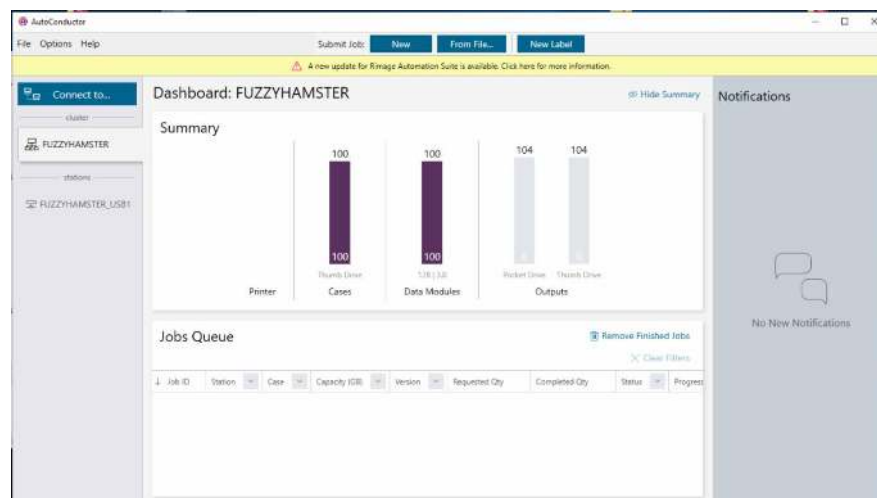 AutoConductor
File Options Help
Submit Job: New From File... New Label
A new update for Rimage Automation Suite is available. Click here for more information.
Connect to...
cluster
FUZZYHAMSTER
stations
FUZZYHAMSTER_USB1
Dashboard: FUZZYHAMSTER
Hide Summary
Summary
100 100 104 104
100 100
Thumb Drive Pocket Drive Thumb Drive
Printer Cases Data Modules Outputs
Jobs Queue
Remove Finished Jobs
Clear Filters
Job ID Station Case Capacity (GB) Version Requested Qty Completed Qty Status Progress
Notifications
No New Notifications